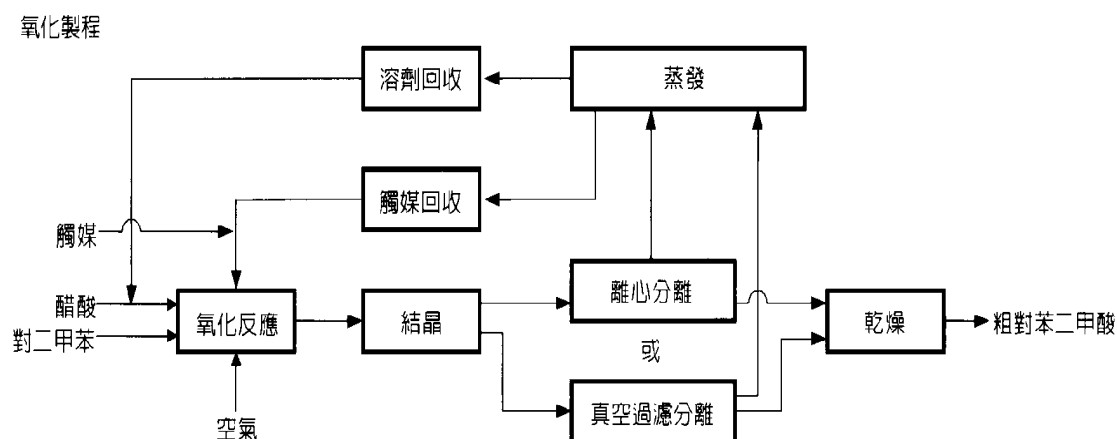 氧化製程
溶劑回收
蒸發
觸媒回收
觸媒
醋酸
對二甲苯
氧化反應
結晶
離心分離
或
真空過濾分離
乾燥
粗對苯二甲酸
空氣